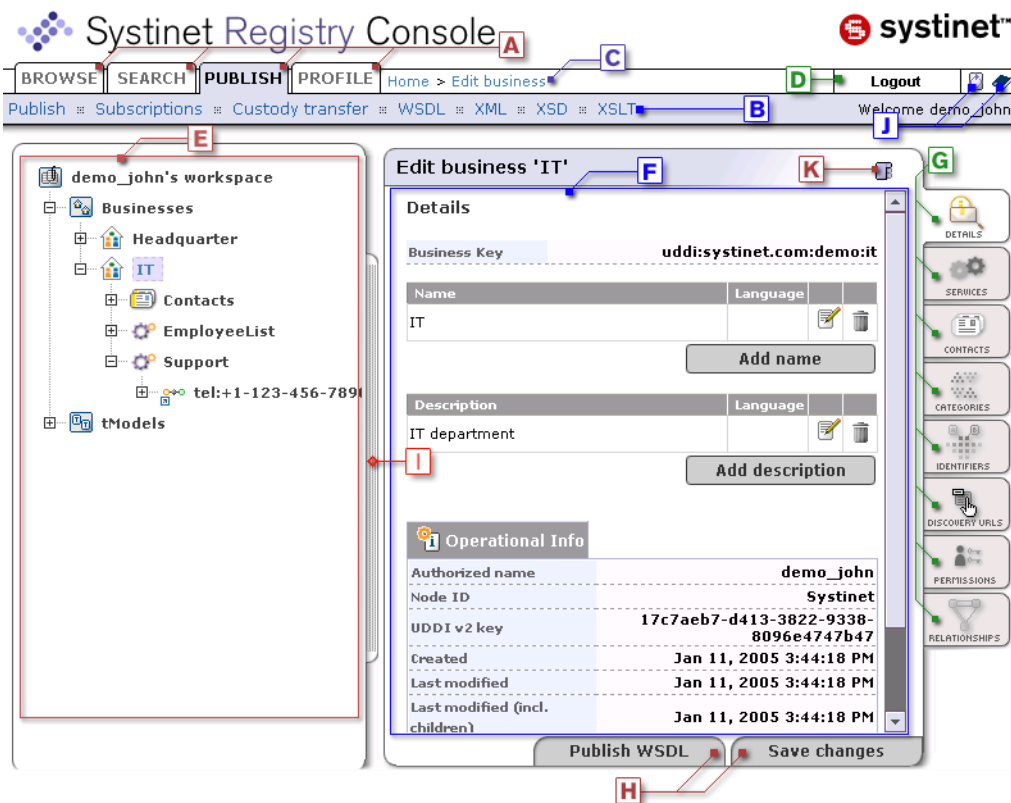 Systinet Registry Console
systinet™
A
C
BROWSE SEARCH PUBLISH PROFILE Home > Edit business
D
Logout
Publish Subscriptions Custody transfer WSDL XML XSD XSLT
B
Welcome demo_john
J
E
demo_john's workspace
Businesses
Headquarter
IT
Contacts
EmployeeList
Support
tel:+1-123-456-789
tModels
I
Edit business 'IT'
F
K
G
Details
Business Key uddi:systinet.com:demo:it
Name Language
IT
Add name
Description Language
IT department
Add description
Operational Info
Authorized name demo_john
Node ID Systinet
UDDI v2 key 17c7aeb7-d413-3822-9338-
8096e4747b47
Created Jan 11, 2005 3:44:18 PM
Last modified Jan 11, 2005 3:44:18 PM
Last modified (incl.
children) Jan 11, 2005 3:44:18 PM
Publish WSDL Save changes
H
DETAILS
SERVICES
CONTACTS
CATEGORIES
IDENTIFIERS
DISCOVERY URLS
PERMISSIONS
RELATIONSHIPS